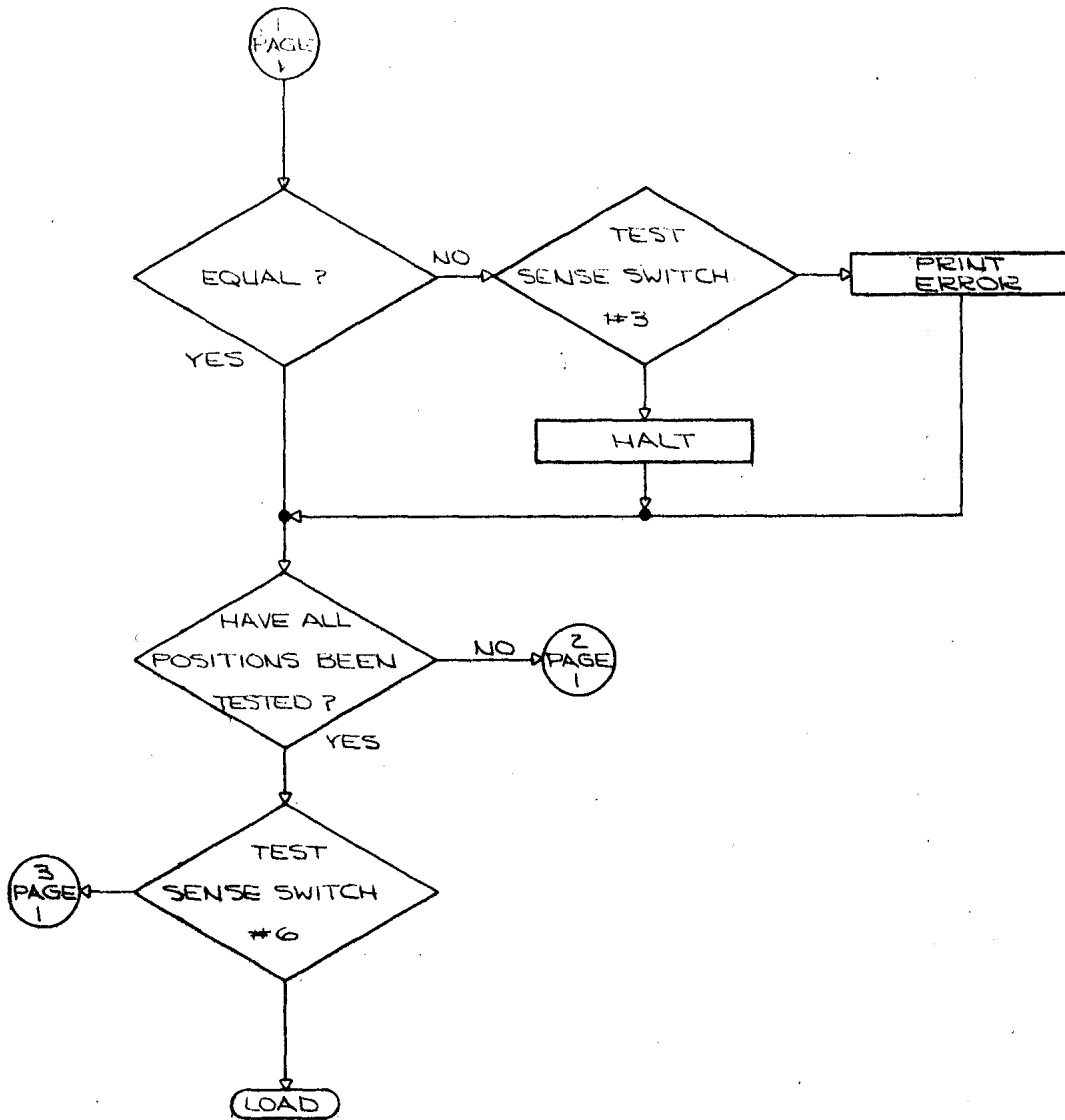 1
PAGE
1
EQUAL ?
NO
YES
TEST
SENSE SWITCH
#3
PRINT
ERROR
HALT
HAVE ALL
POSITIONS BEEN
TESTED ?
NO
2
PAGE
1
YES
TEST
SENSE SWITCH
#6
3
PAGE
1
LOAD